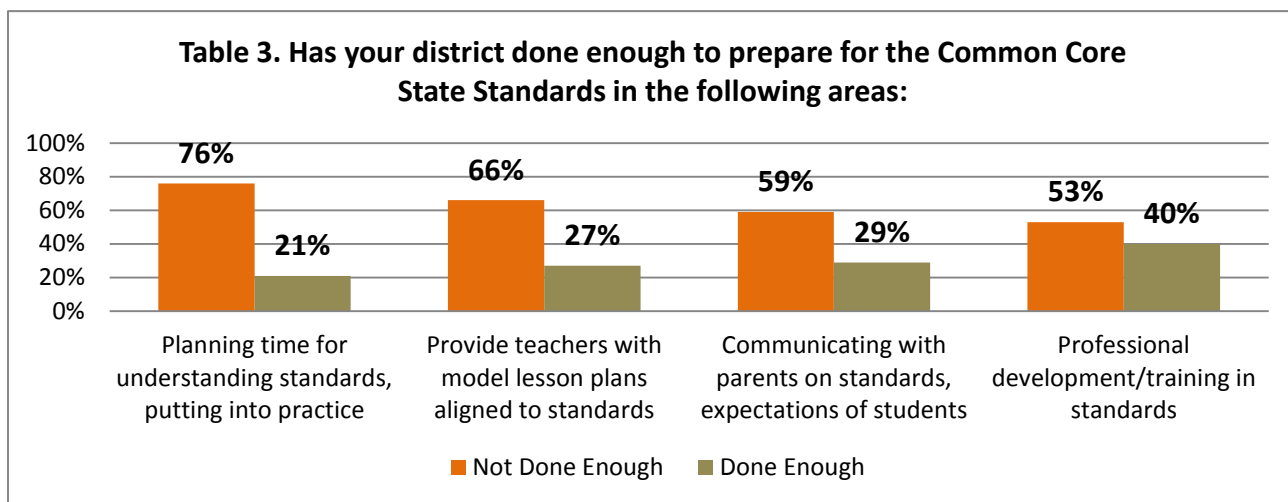 Table 3. Has your district done enough to prepare for the Common Core
State Standards in the following areas:
100%
80%
60%
40%
20%
0%
76%
21%
66%
27%
59%
29%
53%
40%
Planning time for
understanding standards,
putting into practice
Provide teachers with
model lesson plans
aligned to standards
Communicating with
parents on standards,
expectations of students
Professional
development/training in
standards
Not Done Enough
Done Enough